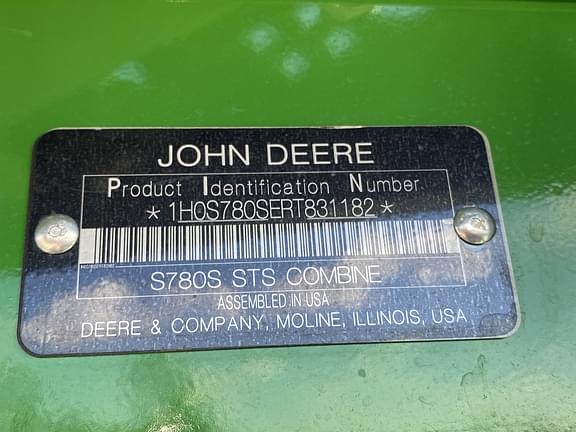 JOHN DEERE
Product Identification Number
*1H0S780SERT831182*
S780S STS COMBINE
ASSEMBLED IN USA
DEERE & COMPANY, MOLINE, ILLINOIS, USA